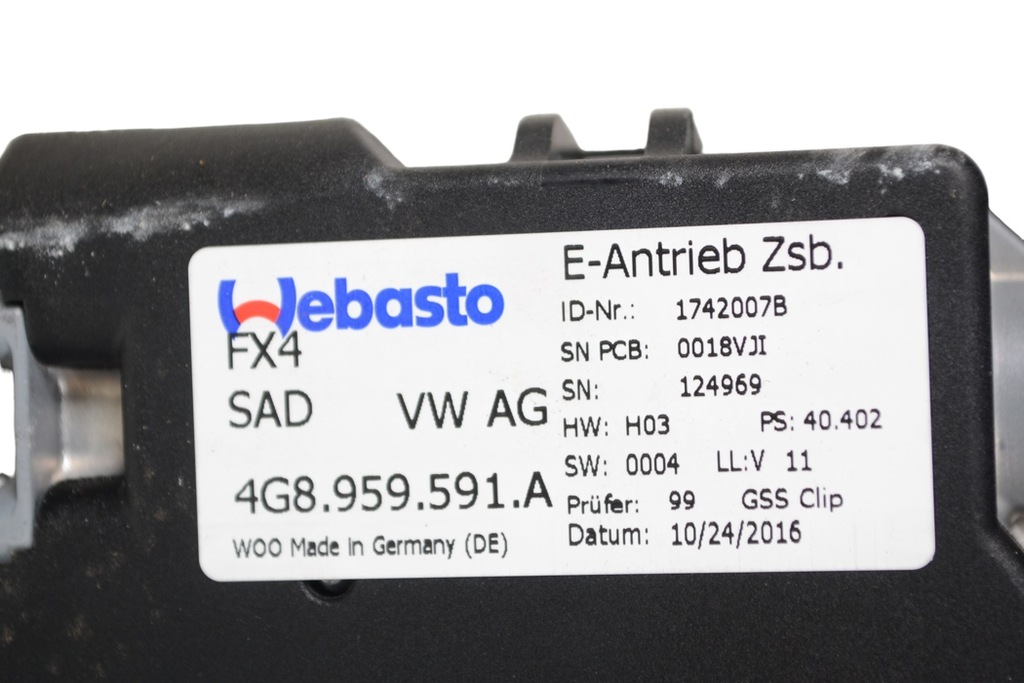 Webasto
FX4
SAD VW AG
4G8.959.591.A
WOO Made in Germany (DE)
E-Antrieb Zsb.
ID-Nr.: 1742007B
SN PCB: 0018VJI
SN: 124969
HW: H03 PS: 40.402
SW: 0004 LL:V 11
Prüfer: 99 GSS Clip
Datum: 10/24/2016